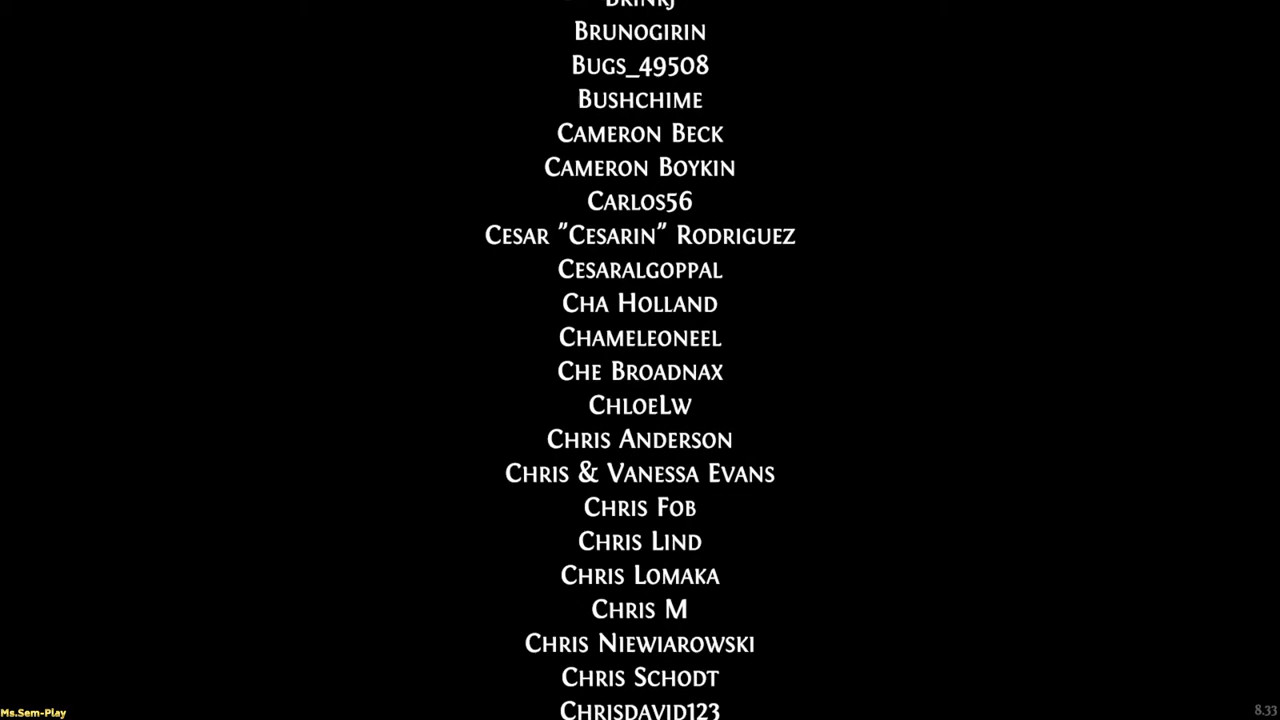 Brinkj
Brunogirin
Bugs_49508
Bushchime
Cameron Beck
Cameron Boykin
Carlos56
Cesar "Cesarin" Rodriguez
Cesaralgoppal
Cha Holland
Chameleoneel
Che Broadnax
ChloeLw
Chris Anderson
Chris & Vanessa Evans
Chris Fob
Chris Lind
Chris Lomaka
Chris M
Chris Niewiarowski
Chris Schodt
Chrisdavid123
Ms.Sem-Play
8.33